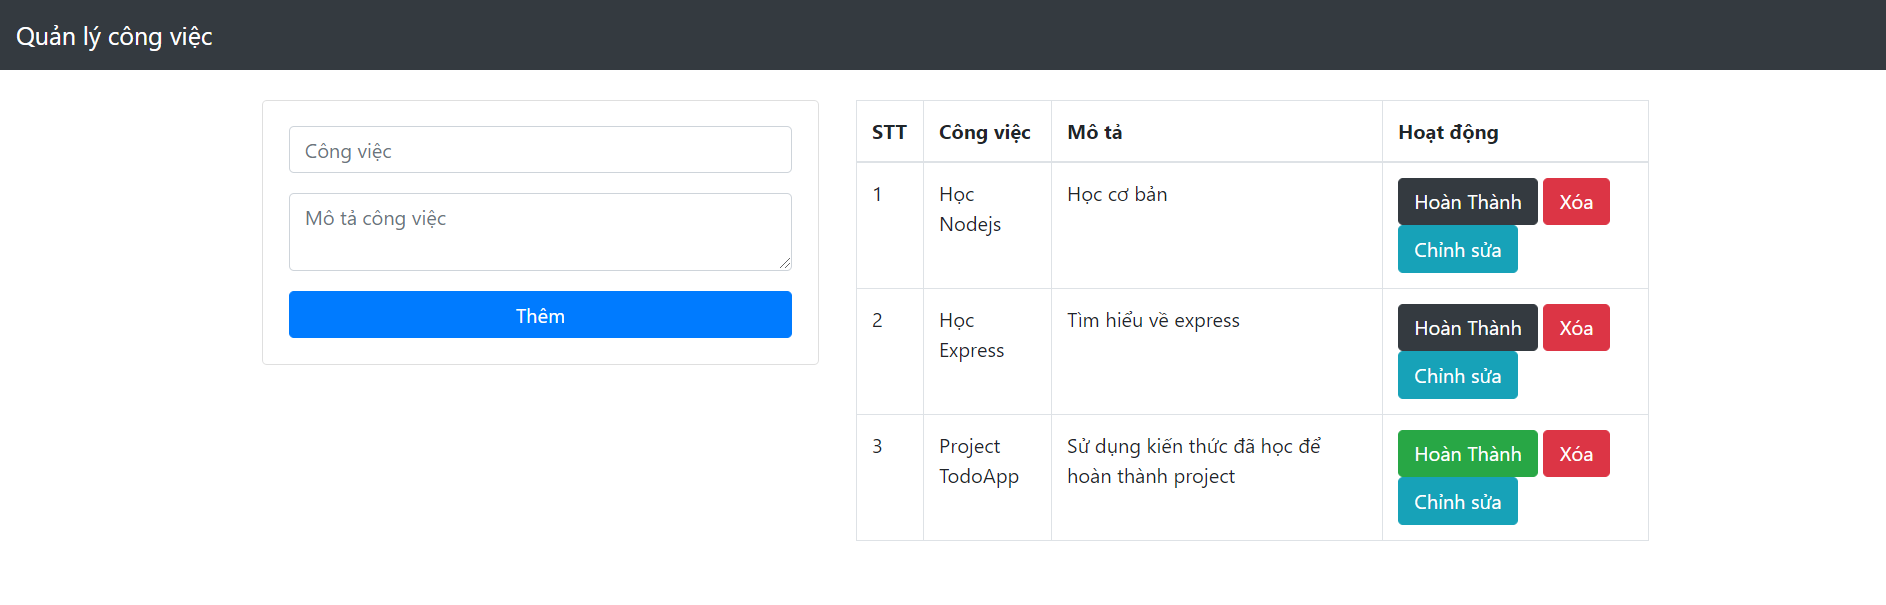 Quản lý công việc
Công việc
Mô tả công việc
Thêm
STT Công việc Mô tả Hoạt động
1 Học Nodejs Học cơ bản Hoàn Thành Xóa
Chỉnh sửa
2 Học Express Tìm hiểu về express Hoàn Thành Xóa
Chỉnh sửa
3 Project TodoApp Sử dụng kiến thức đã học để hoàn thành project Hoàn Thành Xóa
Chỉnh sửa